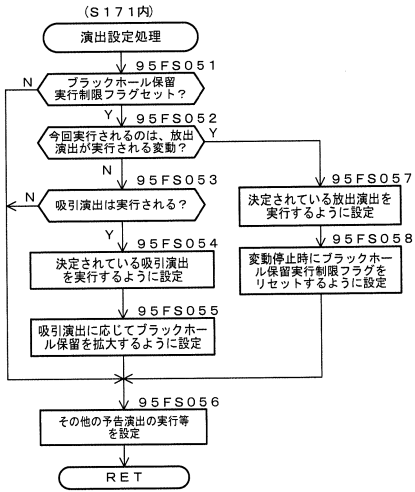 (S171内)
演出設定処理
95FS051
ブラックホール保留
実行制限フラグセット?
N
Y
95FS052
今回実行されるのは、放出
演出が実行される変動?
Y
N
95FS053
吸引演出は実行される?
N
Y
95FS054
決定されている吸引演出
を実行するように設定
95FS055
吸引演出に応じてブラックホー
ル保留を拡大するように設定
95FS057
決定されている放出演出を
実行するように設定
95FS058
変動停止時にブラックホー
ル保留実行制限フラグを
リセットするように設定
95FS056
その他の予告演出の実行等
を設定
RET